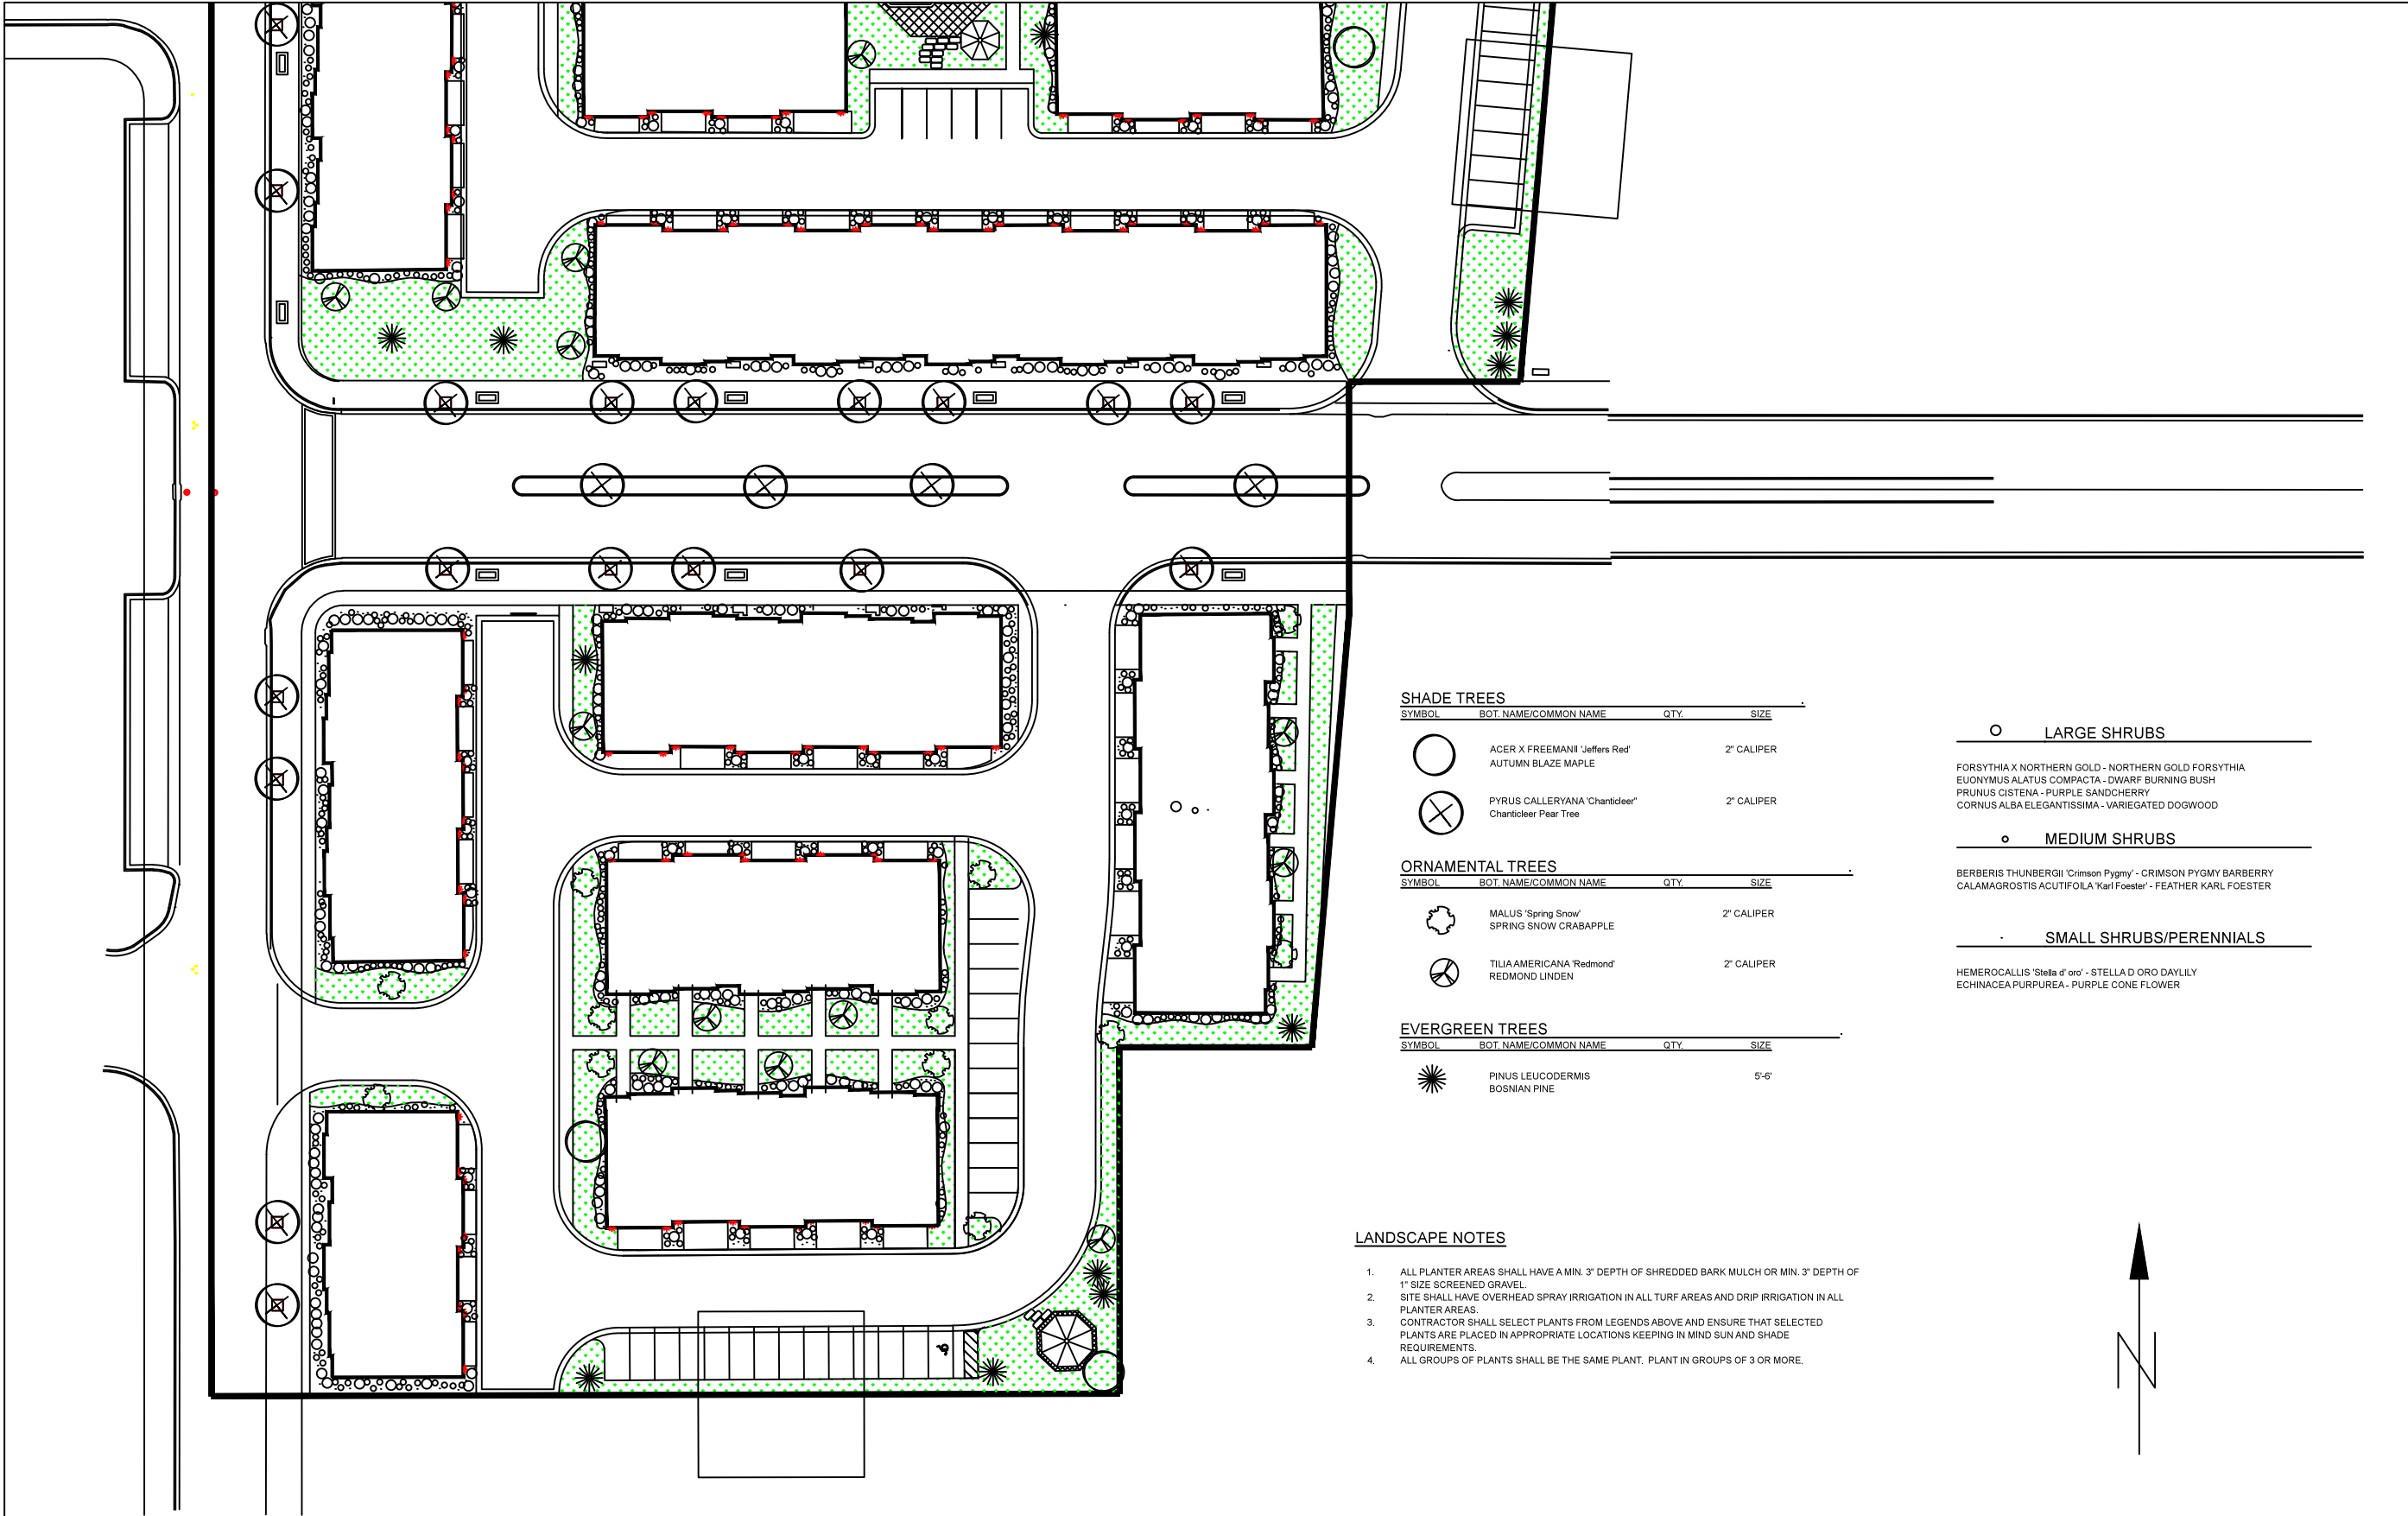 SHADE TREES
SYMBOL BOT. NAME/COMMON NAME QTY. SIZE
ACER X FREEMANII 'Jeffers Red' 2" CALIPER
AUTUMN BLAZE MAPLE
PYRUS CALLERYANA 'Chanticleer" 2" CALIPER
Chanticleer Pear Tree
ORNAMENTAL TREES
SYMBOL BOT. NAME/COMMON NAME QTY. SIZE
MALUS 'Spring Snow' 2" CALIPER
SPRING SNOW CRABAPPLE
TILIA AMERICANA 'Redmond' 2" CALIPER
REDMOND LINDEN
EVERGREEN TREES
SYMBOL BOT. NAME/COMMON NAME QTY. SIZE
PINUS LEUCODERMIS 5'-6'
BOSNIAN PINE
LARGE SHRUBS
FORSYTHIA X NORTHERN GOLD - NORTHERN GOLD FORSYTHIA
EUONYMUS ALATUS COMPACTA - DWARF BURNING BUSH
PRUNUS CISTENA - PURPLE SANDCHERRY
CORNUS ALBA ELEGANTISSIMA - VARIEGATED DOGWOOD
MEDIUM SHRUBS
BERBERIS THUNBERGII 'Crimson Pygmy' - CRIMSON PYGMY BARBERRY
CALAMAGROSTIS ACUTIFOILA 'Karl Foester' - FEATHER KARL FOESTER
SMALL SHRUBS/PERENNIALS
HEMEROCALLIS 'Stella d' oro' - STELLA D ORO DAYLILY
ECHINACEA PURPUREA - PURPLE CONE FLOWER
LANDSCAPE NOTES
1. ALL PLANTER AREAS SHALL HAVE A MIN. 3" DEPTH OF SHREDDED BARK MULCH OR MIN. 3" DEPTH OF
1" SIZE SCREENED GRAVEL.
2. SITE SHALL HAVE OVERHEAD SPRAY IRRIGATION IN ALL TURF AREAS AND DRIP IRRIGATION IN ALL
PLANTER AREAS.
3. CONTRACTOR SHALL SELECT PLANTS FROM LEGENDS ABOVE AND ENSURE THAT SELECTED
PLANTS ARE PLACED IN APPROPRIATE LOCATIONS KEEPING IN MIND SUN AND SHADE
REQUIREMENTS.
4. ALL GROUPS OF PLANTS SHALL BE THE SAME PLANT. PLANT IN GROUPS OF 3 OR MORE.
N